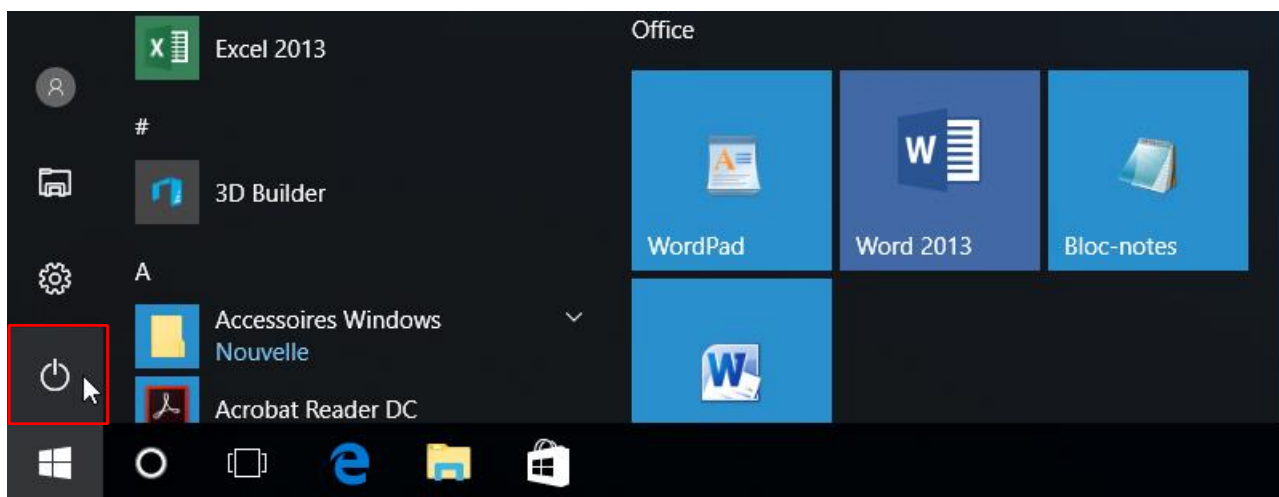 Excel 2013
#
3D Builder
A
Accessoires Windows
Nouvelle
Acrobat Reader DC
Office
WordPad
Word 2013
Bloc-notes